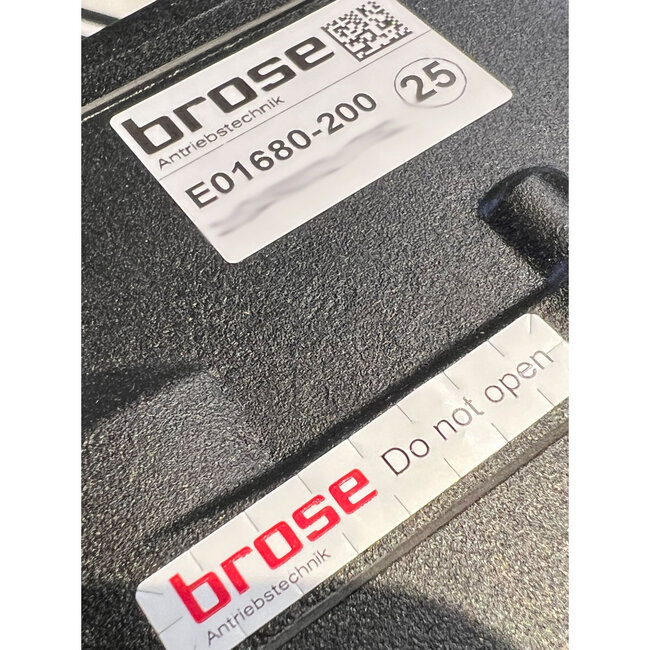 brose
Antriebstechnik
25
E01680-200
brose
Antriebstechnik
Do not open